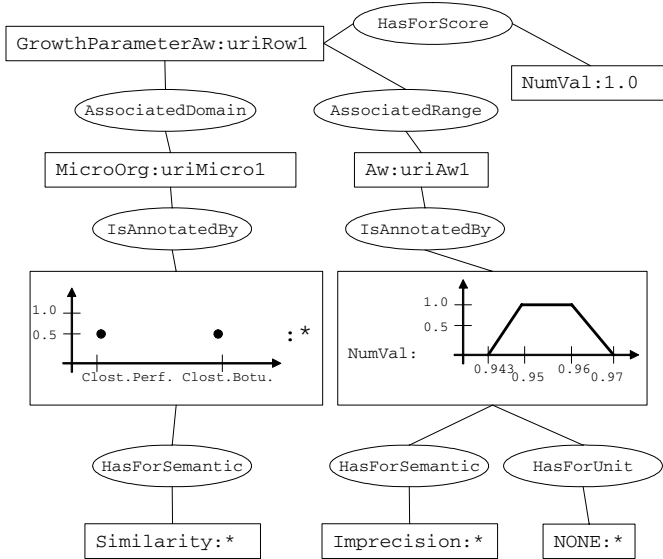 HasForScore
GrowthParameterAw:uriRow1
NumVal:1.0
AssociatedDomain
AssociatedRange
MicroOrg:uriMicro1
Aw:uriAw1
IsAnnotatedBy
IsAnnotatedBy
1.0
0.5
:*
Clost.Perf. Clost.Botu.
1.0
0.5
NumVal:
0.943 0.95 0.96 0.97
HasForSemantic
HasForSemantic
HasForUnit
Similarity:*
Imprecision:*
NONE:*